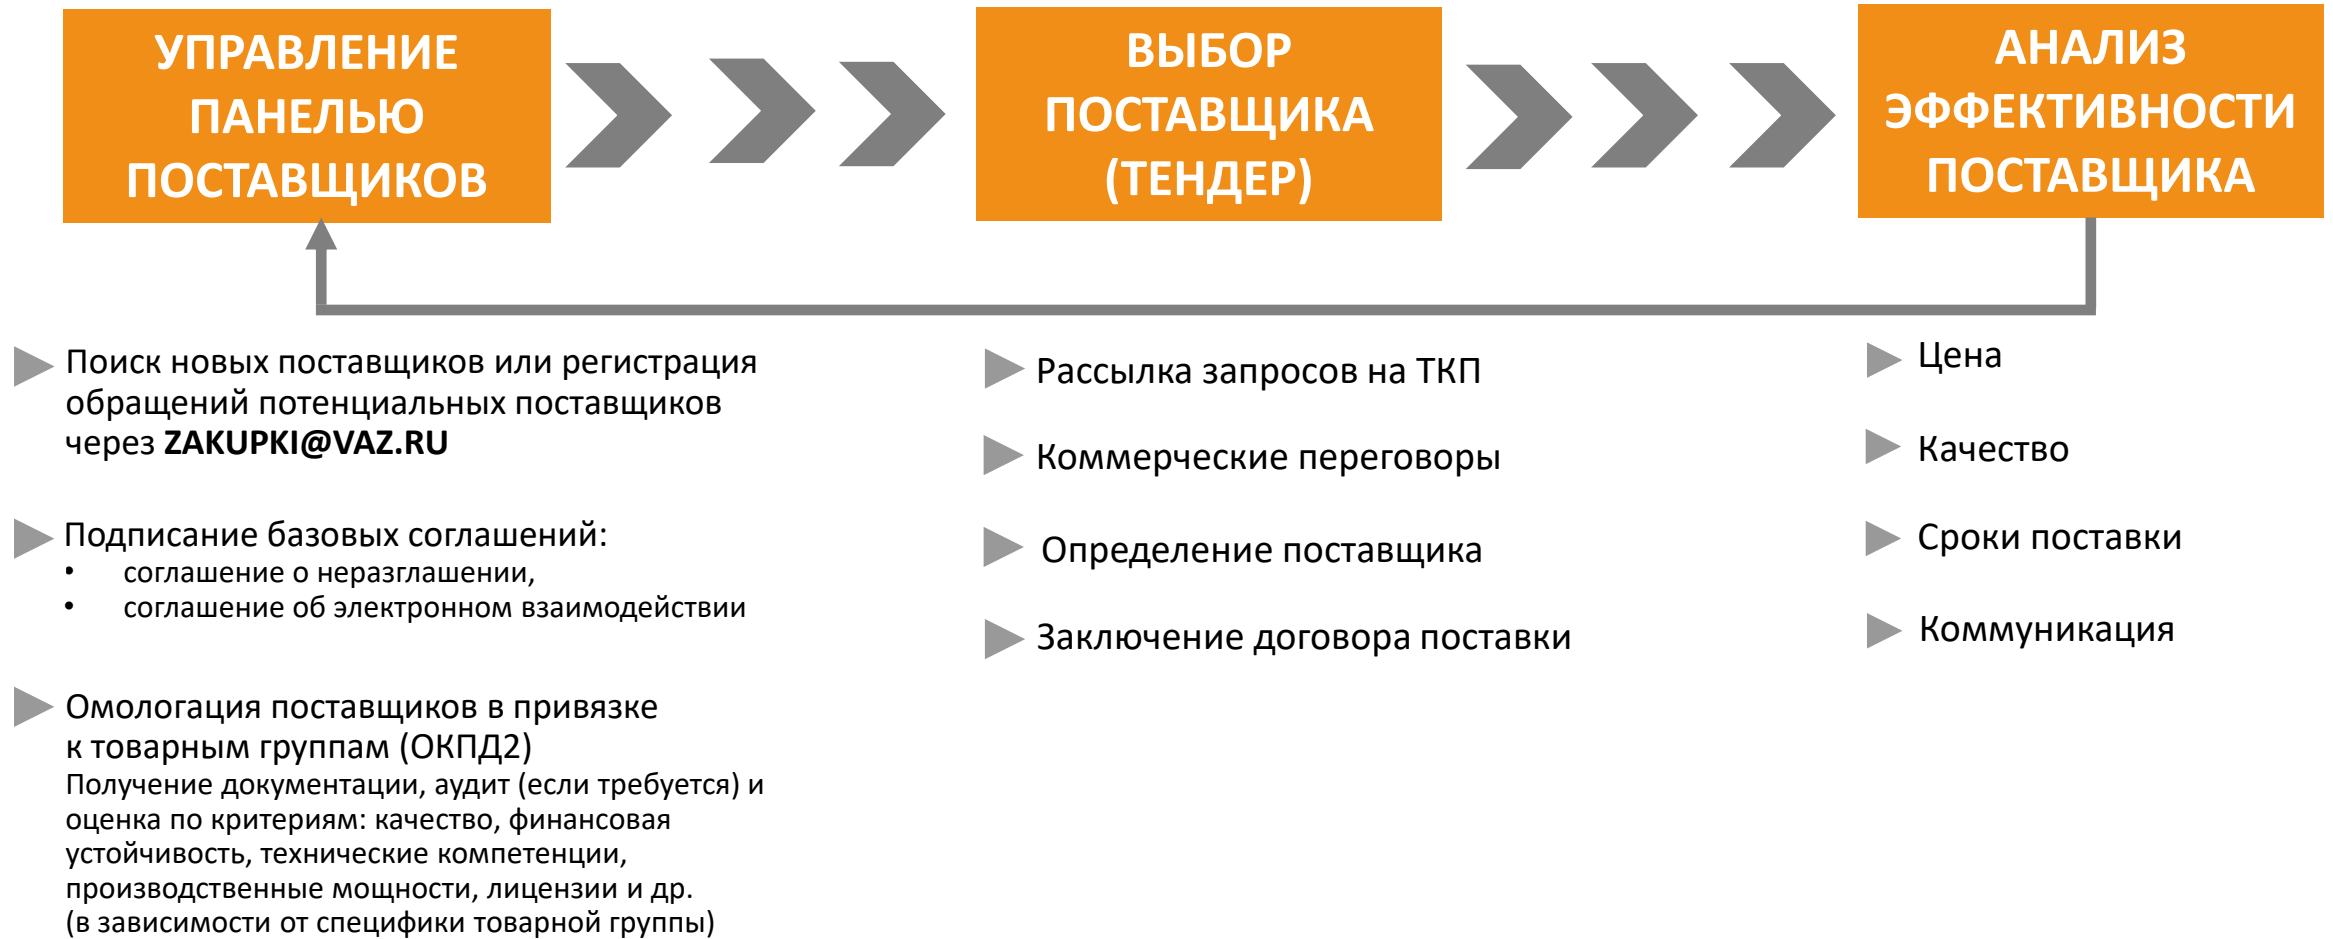 УПРАВЛЕНИЕ
ПАНЕЛЬЮ
ПОСТАВЩИКОВ
ВЫБОР
ПОСТАВЩИКА
(ТЕНДЕР)
АНАЛИЗ
ЭФФЕКТИВНОСТИ
ПОСТАВЩИКА
Поиск новых поставщиков или регистрация
обращений потенциальных поставщиков
через ZAKUPKI@VAZ.RU
Подписание базовых соглашений:
• соглашение о неразглашении,
• соглашение об электронном взаимодействии
Омологация поставщиков в привязке
к товарным группам (ОКПД2)
Получение документации, аудит (если требуется) и
оценка по критериям: качество, финансовая
устойчивость, технические компетенции,
производственные мощности, лицензии и др.
(в зависимости от специфики товарной группы)
Рассылка запросов на ТКП
Коммерческие переговоры
Определение поставщика
Заключение договора поставки
Цена
Качество
Сроки поставки
Коммуникация